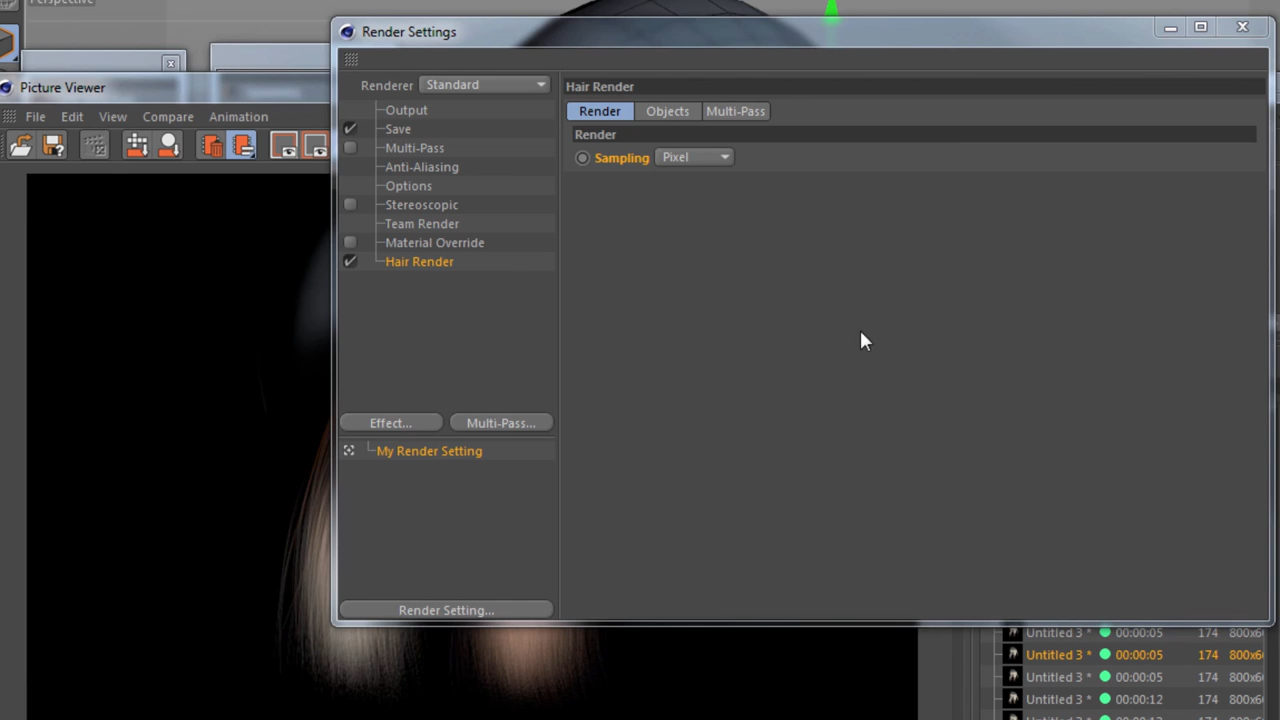 Perspective
Render Settings
Picture Viewer
File Edit View Compare Animation
Renderer Standard
Output
Save
Multi-Pass
Anti-Aliasing
Options
Stereoscopic
Team Render
Material Override
Hair Render
Effect... Multi-Pass...
My Render Setting
Render Setting...
Hair Render
Render Objects Multi-Pass
Render
Sampling Pixel
Untitled 3 * 00:00:05 174
Untitled 3 * 00:00:05 174
Untitled 3 * 00:00:05 174
Untitled 3 * 00:00:12 174